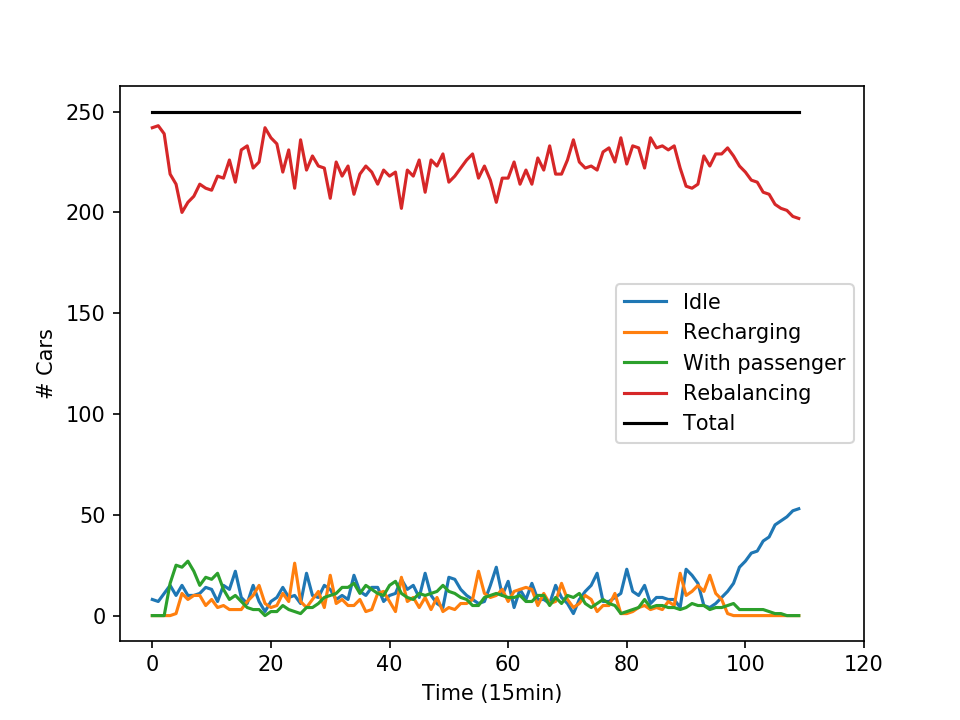 250
200
150
100
50
0
# Cars
0 20 40 60 80 100 120
Time (15min)
Idle
Recharging
With passenger
Rebalancing
Total